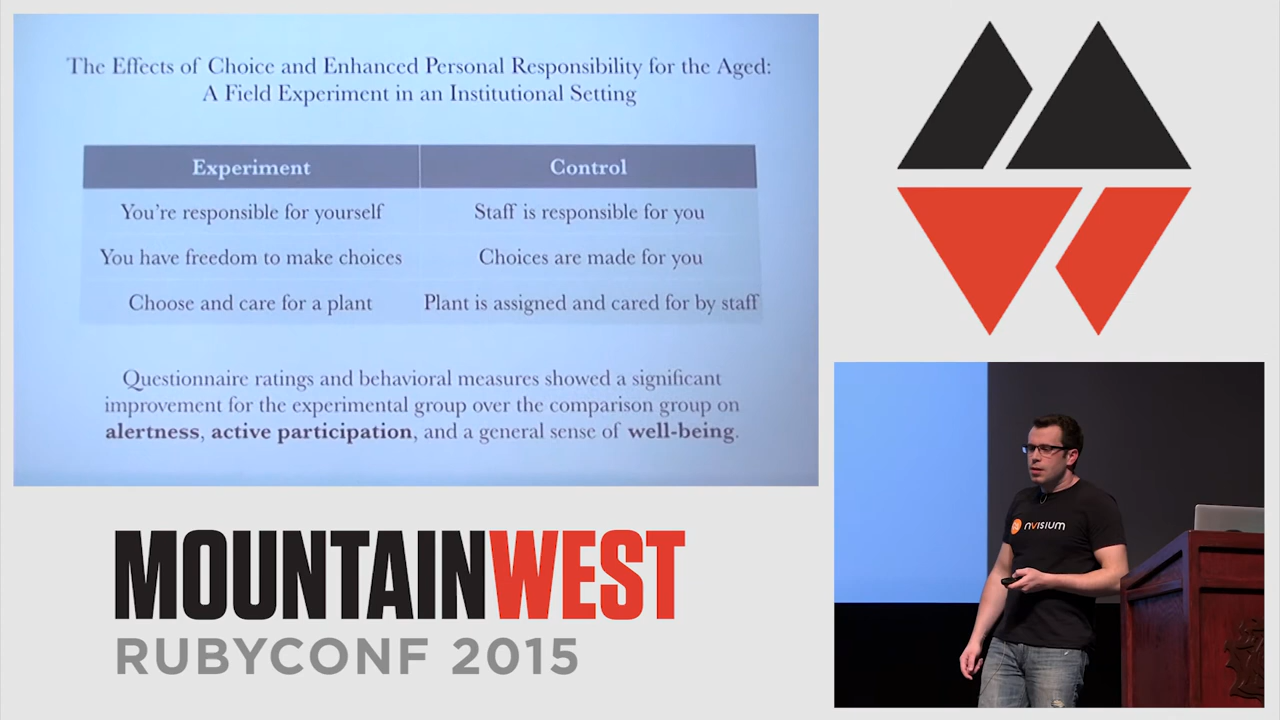 The Effects of Choice and Enhanced Personal Responsibility for the Aged:
A Field Experiment in an Institutional Setting
Experiment Control
You’re responsible for yourself Staff is responsible for you
You have freedom to make choices Choices are made for you
Choose and care for a plant Plant is assigned and cared for by staff
Questionnaire ratings and behavioral measures showed a significant
improvement for the experimental group over the comparison group on
alertness, active participation, and a general sense of well-being.
MOUNTAINWEST
RUBYCONF 2015
nVISIUM